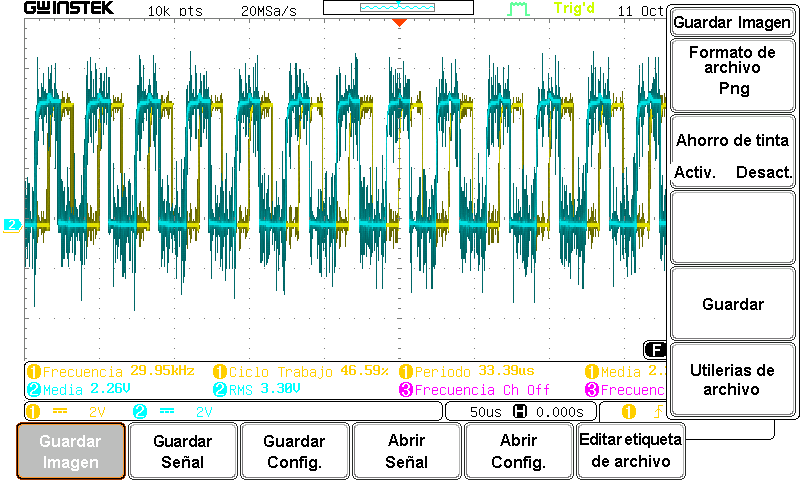 GWINSTEK 10k pts 20MSa/s Trig'd 11 Oct
Guardar Imagen
Formato de
archivo
Png
Ahorro de tinta
Activ. Desact.
Guardar
Utilerias de
archivo
2
F
1 Frecuencia 29.95kHz 1 Ciclo Trabajo 46.59% 1 Periodo 33.39us 1 Media 2.
2 Media 2.26V 2 RMS 3.30V 3 Frecuencia Ch Off 3 Frecuenc
1 2V 2 2V 50us H 0.000s 1
Guardar
Imagen
Guardar
Señal
Guardar
Config.
Abrir
Señal
Abrir
Config.
Editar etiqueta
de archivo